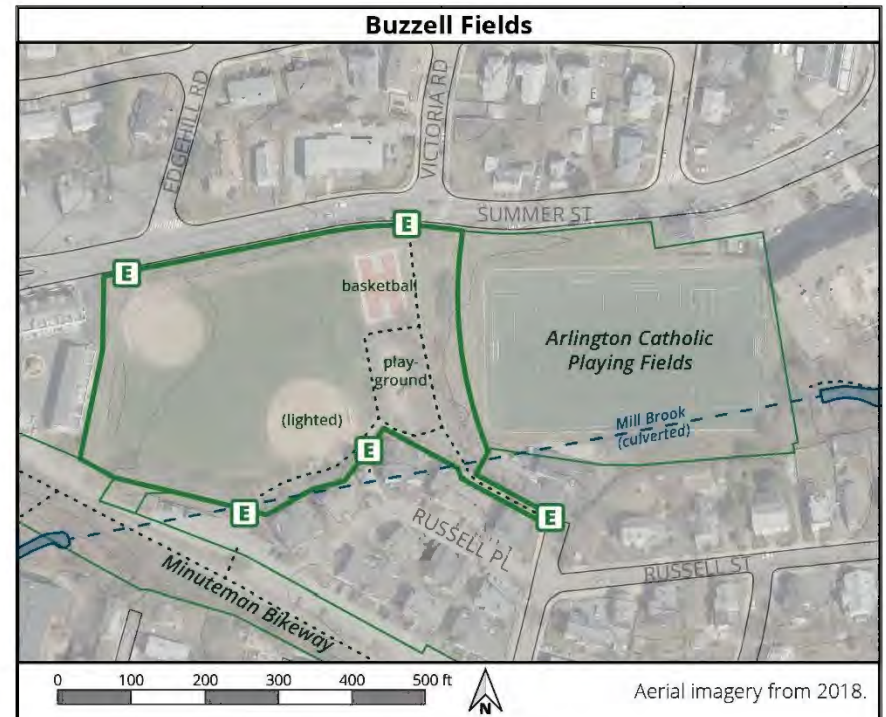 Buzzell Fields
EDGEHILL RD
VICTORIA RD
E
SUMMER ST
E
E
basketball
play-
ground
Arlington Catholic
Playing Fields
(lighted)
Mill Brook
(culverted)
E
E
E
RUSSELL PL
RUSSELL ST
Minuteman Bikeway
0 100 200 300 400 500 ft
N
Aerial imagery from 2018.